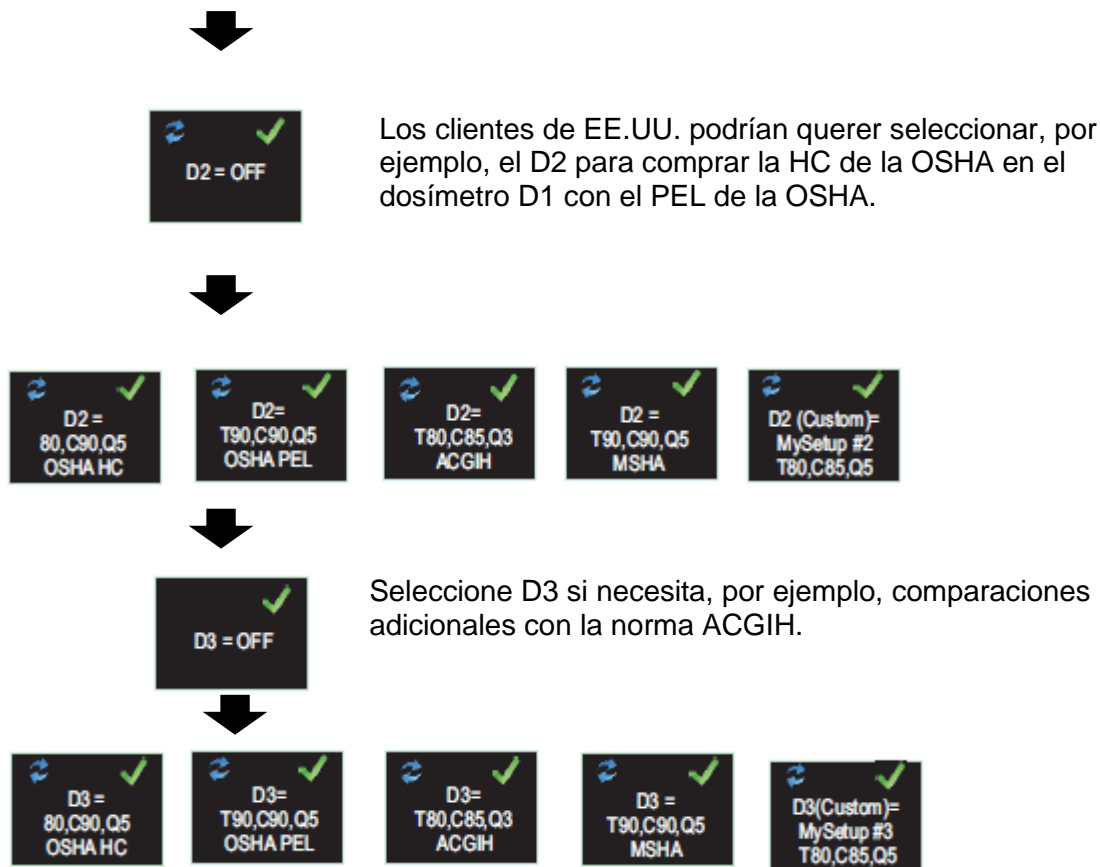 D2 = OFF
Los clientes de EE.UU. podrían querer seleccionar, por
ejemplo, el D2 para comprar la HC de la OSHA en el
dosímetro D1 con el PEL de la OSHA.
D2 =
80,C90,Q5
OSHA HC
D2=
T90,C90,Q5
OSHA PEL
D2=
T80,C85,Q3
ACGIH
D2 =
T90,C90,Q5
MSHA
D2 (Custom)=
MySetup #2
T80,C85,Q5
D3 = OFF
Seleccione D3 si necesita, por ejemplo, comparaciones
adicionales con la norma ACGIH.
D3 =
80,C90,Q5
OSHA HC
D3=
T90,C90,Q5
OSHA PEL
D3=
T80,C85,Q3
ACGIH
D3 =
T90,C90,Q5
MSHA
D3(Custom)=
MySetup #3
T80,C85,Q5